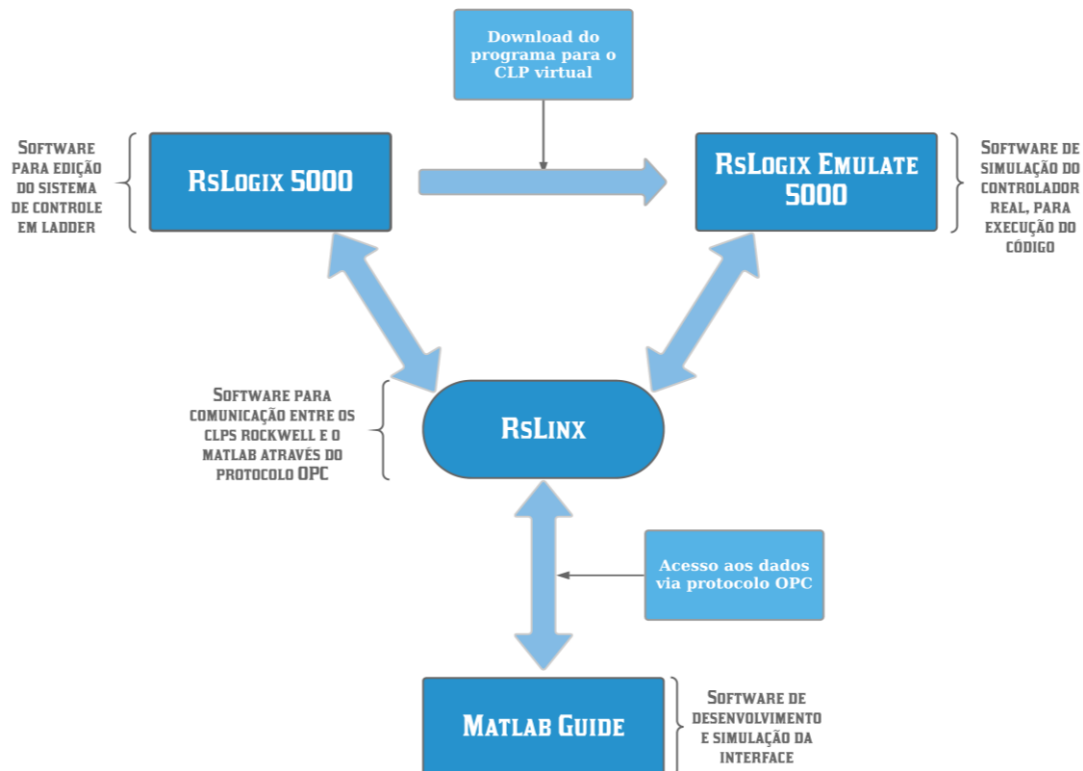 Download do
programa para o
CLP virtual
Software
para edição
do sistema
de controle
em ladder
RsLogix 5000
RsLogix Emulate
5000
Software de
simulação do
controlador
real, para
execução do
código
Software para
comunicação entre os
CLPs Rockwell e o
Matlab através do
protocolo OPC
RsLinx
Acesso aos dados
via protocolo OPC
Matlab Guide
Software de
desenvolvimento
e simulação da
interface